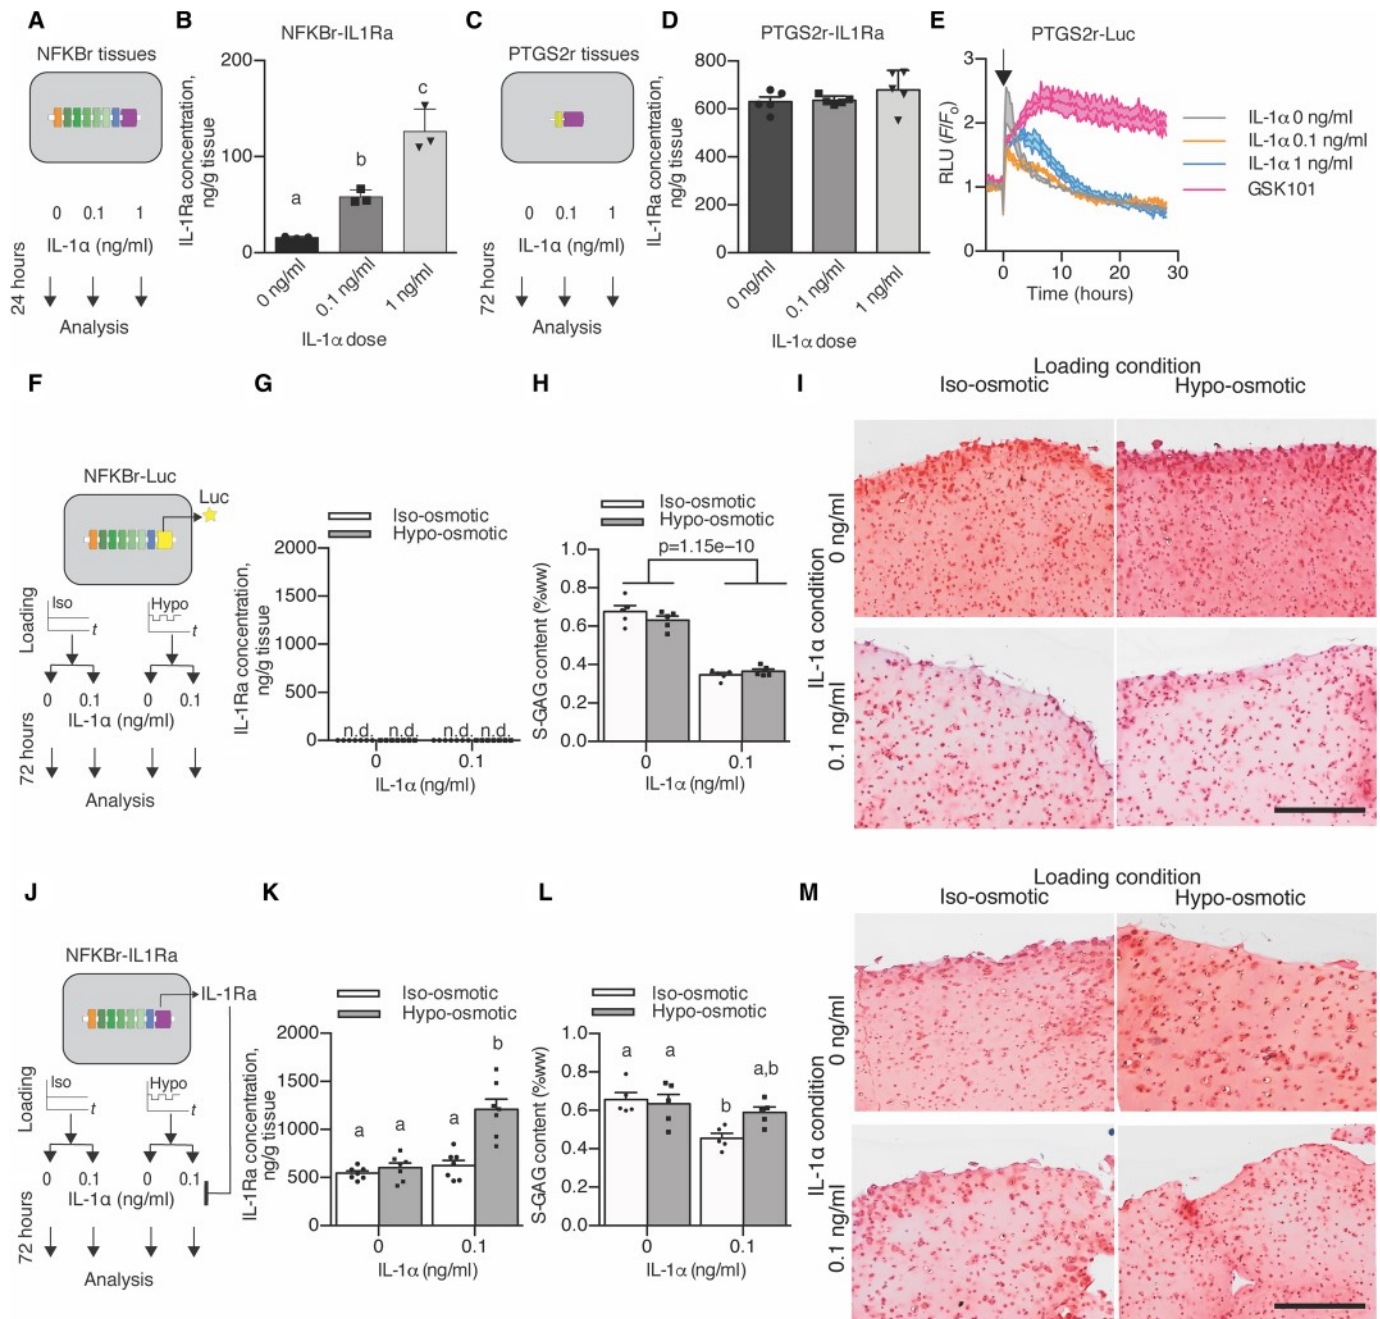 A
NFKBr tissues
0 0.1 1
IL-1α (ng/ml)
24 hours
Analysis
B
NFKBr-IL1Ra
IL-1Ra concentration,
ng/g tissue
200
100
0
a
b
c
0 ng/ml
0.1 ng/ml
1 ng/ml
IL-1α dose
C
PTGS2r tissues
0 0.1 1
IL-1α (ng/ml)
72 hours
Analysis
D
PTGS2r-IL1Ra
IL-1Ra concentration,
ng/g tissue
800
600
400
200
0
0 ng/ml
0.1 ng/ml
1 ng/ml
IL-1α dose
E
PTGS2r-Luc
RLU (F/Fo)
3
2
1
0
0 10 20 30
Time (hours)
IL-1α 0 ng/ml
IL-1α 0.1 ng/ml
IL-1α 1 ng/ml
GSK101
F
NFKBr-Luc
Luc
Loading
Iso
t
Hypo
t
0 0.1 0 0.1
IL-1α (ng/ml)
72 hours
Analysis
G
Iso-osmotic
Hypo-osmotic
IL-1Ra concentration,
ng/g tissue
2000
1500
1000
500
0
n.d. n.d. n.d. n.d.
0 0.1
IL-1α (ng/ml)
H
Iso-osmotic
Hypo-osmotic
S-GAG content (%ww)
1.0
0.8
0.6
0.4
0.2
0.0
p=1.15e–10
0 0.1
IL-1α (ng/ml)
I
Loading condition
Iso-osmotic Hypo-osmotic
IL-1α condition
0 ng/ml
0.1 ng/ml
J
NFKBr-IL1Ra
IL-1Ra
Loading
Iso
t
Hypo
t
0 0.1 0 0.1
IL-1α (ng/ml)
72 hours
Analysis
K
Iso-osmotic
Hypo-osmotic
IL-1Ra concentration,
ng/g tissue
2000
1500
1000
500
0
a a a b
0 0.1
IL-1α (ng/ml)
L
Iso-osmotic
Hypo-osmotic
S-GAG content (%ww)
1.0
0.8
0.6
0.4
0.2
0.0
a a b a,b
0 0.1
IL-1α (ng/ml)
M
Loading condition
Iso-osmotic Hypo-osmotic
IL-1α condition
0 ng/ml
0.1 ng/ml